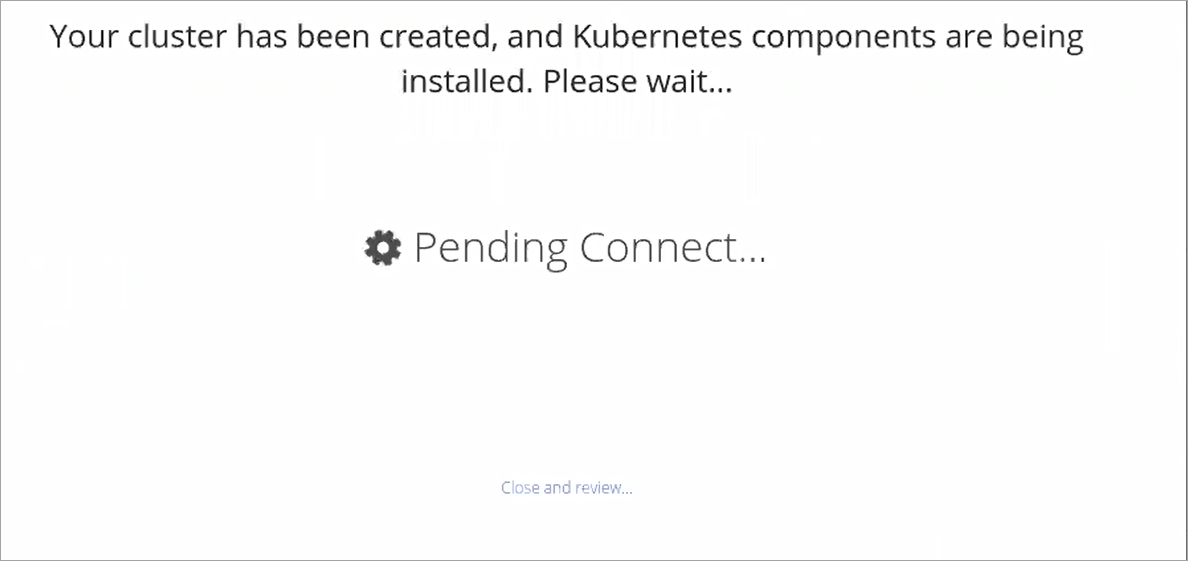 Your cluster has been created, and Kubernetes components are being
installed. Please wait...
Pending Connect...
Close and review...